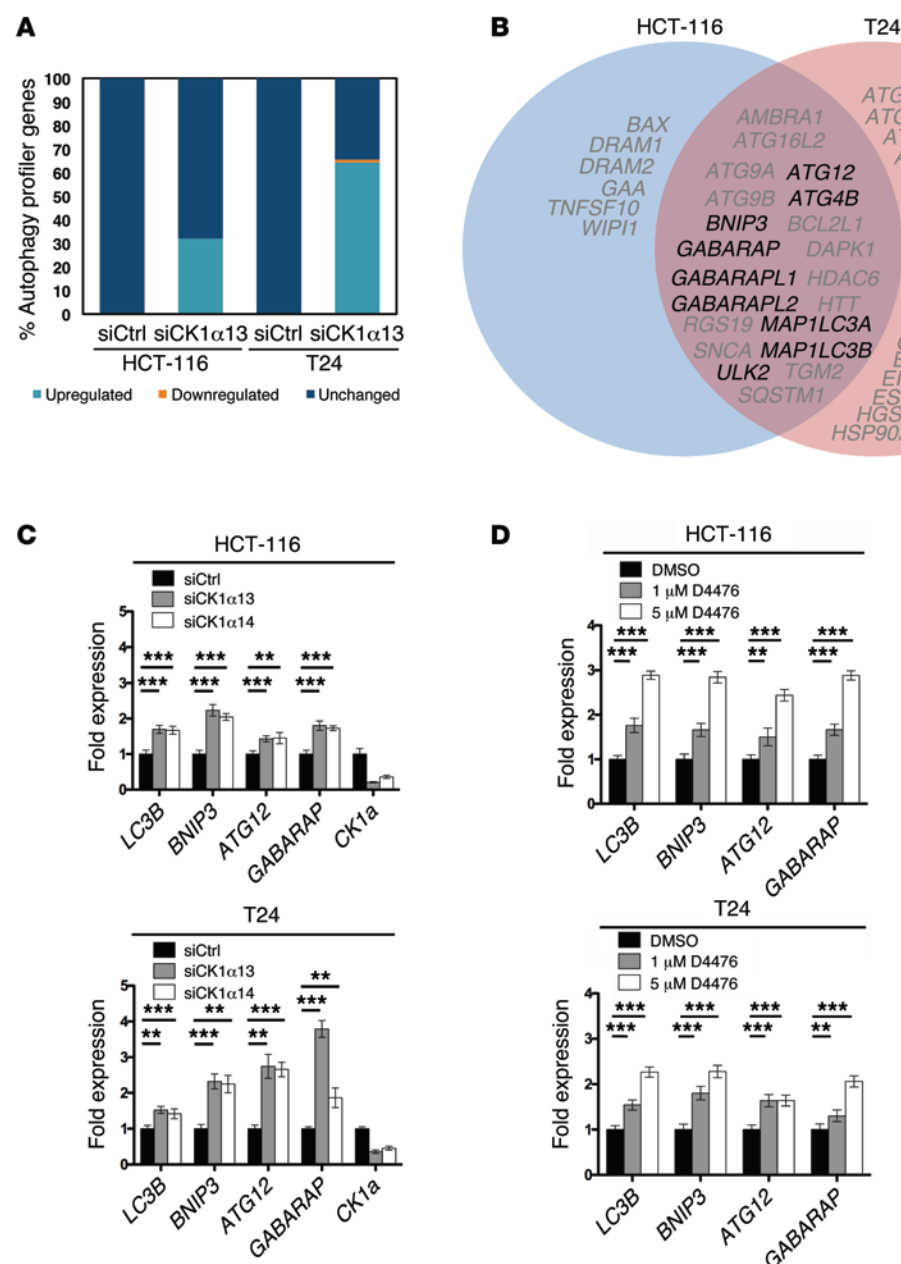 A
100
90
80
70
60
50
40
30
20
10
0
% Autophagy profiler genes
siCtrl siCK1α13 siCtrl siCK1α13
HCT-116 T24
Upregulated Downregulated Unchanged
B
HCT-116 T24
BAX
DRAM1
DRAM2
GAA
TNFSF10
WIPI1
AMBRA1
ATG16L2
ATG9A ATG12
ATG9B ATG4B
BNIP3 BCL2L1
GABARAP DAPK1
GABARAPL1 HDAC6
GABARAPL2 HTT
RGS19 MAP1LC3A
SNCA MAP1LC3B
ULK2 TGM2
SQSTM1
C
HCT-116
siCtrl
siCK1α13
siCK1α14
5
4
3
2
1
0
Fold expression
*** *** ** ***
*** *** *** ***
LC3B BNIP3 ATG12 GABARAP CK1a
T24
siCtrl
siCK1α13
siCK1α14
5
4
3
2
1
0
Fold expression
*** ** *** **
** *** ** ***
LC3B BNIP3 ATG12 GABARAP CK1a
D
HCT-116
DMSO
1 μM D4476
5 μM D4476
4
3
2
1
0
Fold expression
*** *** *** ***
*** *** ** ***
LC3B BNIP3 ATG12 GABARAP
T24
DMSO
1 μM D4476
5 μM D4476
4
3
2
1
0
Fold expression
*** *** *** ***
*** *** *** **
LC3B BNIP3 ATG12 GABARAP